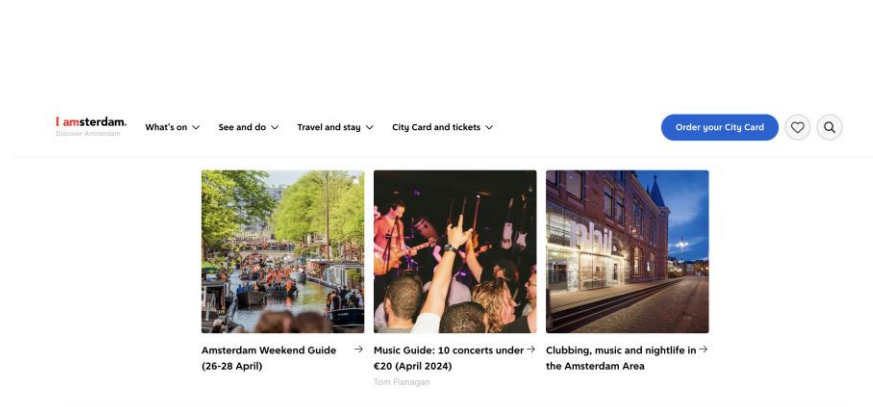 I amsterdam.
Discover Amsterdam
What's on
See and do
Travel and stay
City Card and tickets
Order your City Card
phil
Amsterdam Weekend Guide
(26-28 April)
Music Guide: 10 concerts under
€20 (April 2024)
Tom Flanagan
Clubbing, music and nightlife in
the Amsterdam Area